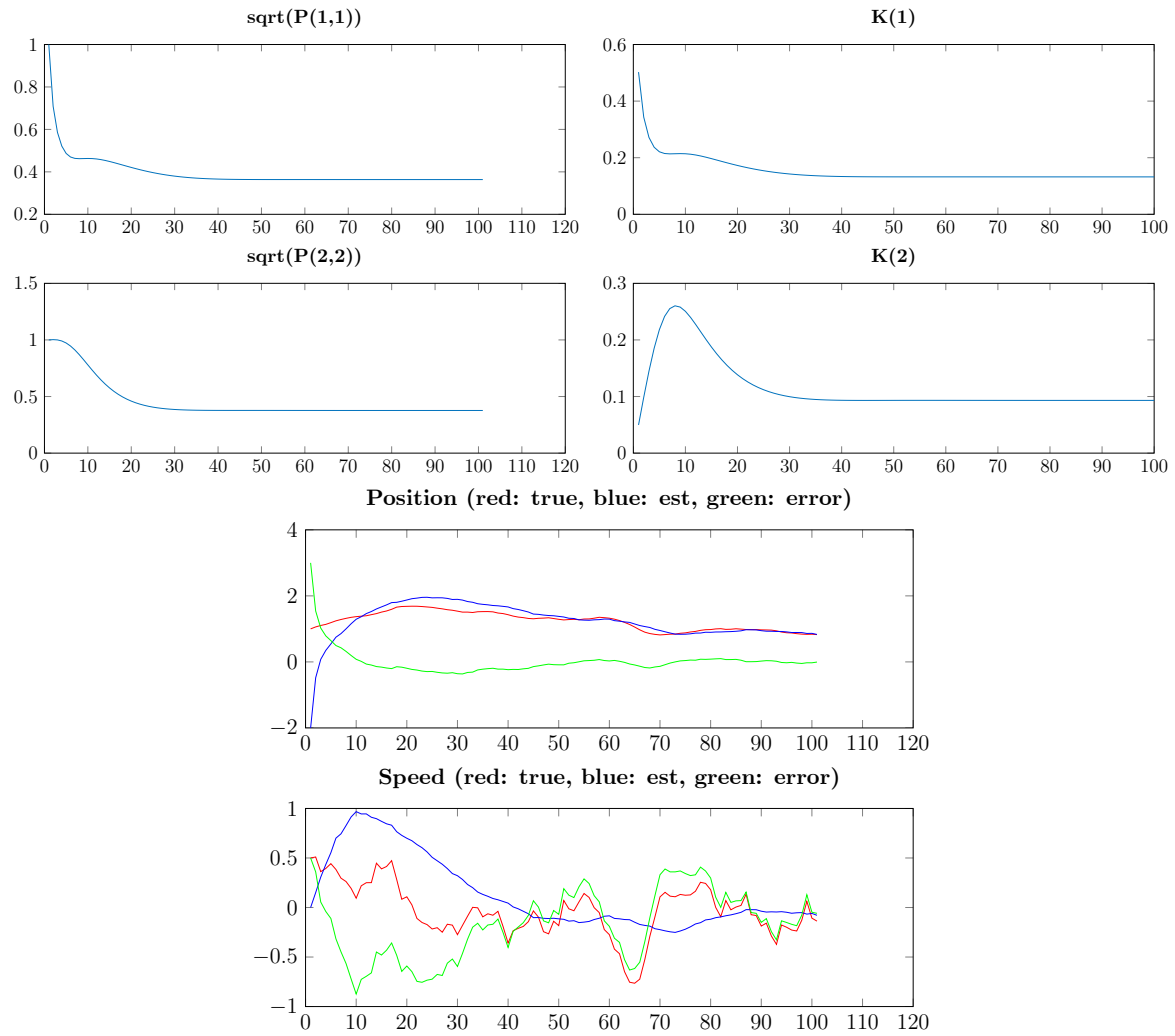 sqrt(P(1,1))
1
0.8
0.6
0.4
0.2
0 10 20 30 40 50 60 70 80 90 100 110 120
K(1)
0.6
0.4
0.2
0
0 10 20 30 40 50 60 70 80 90 100
sqrt(P(2,2))
1.5
1
0.5
0
0 10 20 30 40 50 60 70 80 90 100 110 120
K(2)
0.3
0.2
0.1
0
0 10 20 30 40 50 60 70 80 90 100
Position (red: true, blue: est, green: error)
4
2
0
−2
0 10 20 30 40 50 60 70 80 90 100 110 120
Speed (red: true, blue: est, green: error)
1
0.5
0
−0.5
−1
0 10 20 30 40 50 60 70 80 90 100 110 120